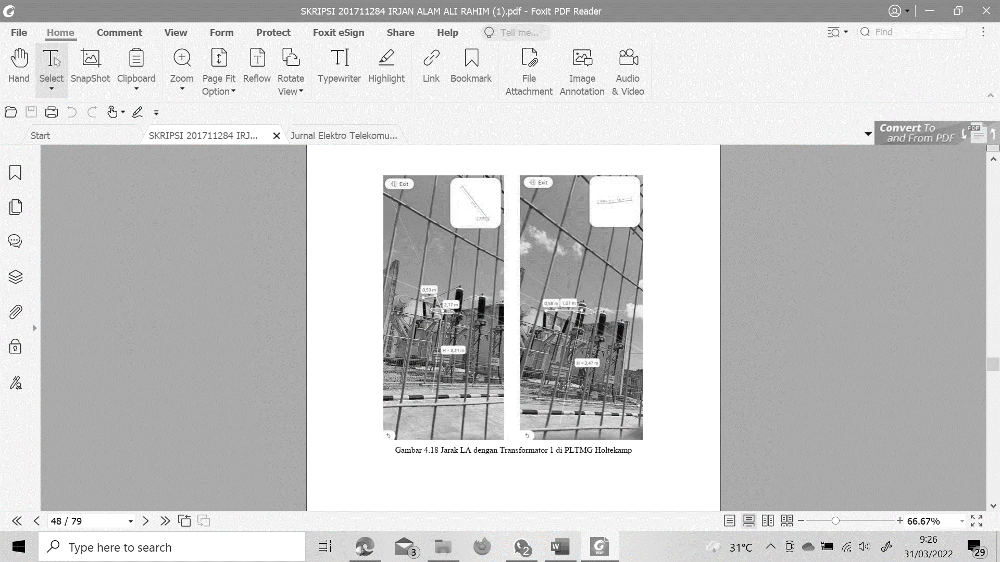 SKRIPSI 201711284 IRJAN ALAM ALI RAHIM (1).pdf - Foxit PDF Reader
File Home Comment View Form Protect Foxit eSign Share Help Tell me... Find
Hand Select SnapShot Clipboard Zoom Page Fit Option Reflow Rotate View Typewriter Highlight Link Bookmark File Attachment Image Annotation Audio & Video
Start SKRIPSI 201711284 IRJ... Jurnal Elektro Telekomu...
Convert To
and From PDF
PDF
Exit
0,59 m
2,17 m
H = 3,21 m
Exit
0,58 m 1,07 m
H = 3,47 m
Gambar 4.18 Jarak LA dengan Transformator 1 di PLTMG Holtekamp
48 / 79
66.67%
Type here to search
3
2
W
PDF
31°C
9:26
31/03/2022
29